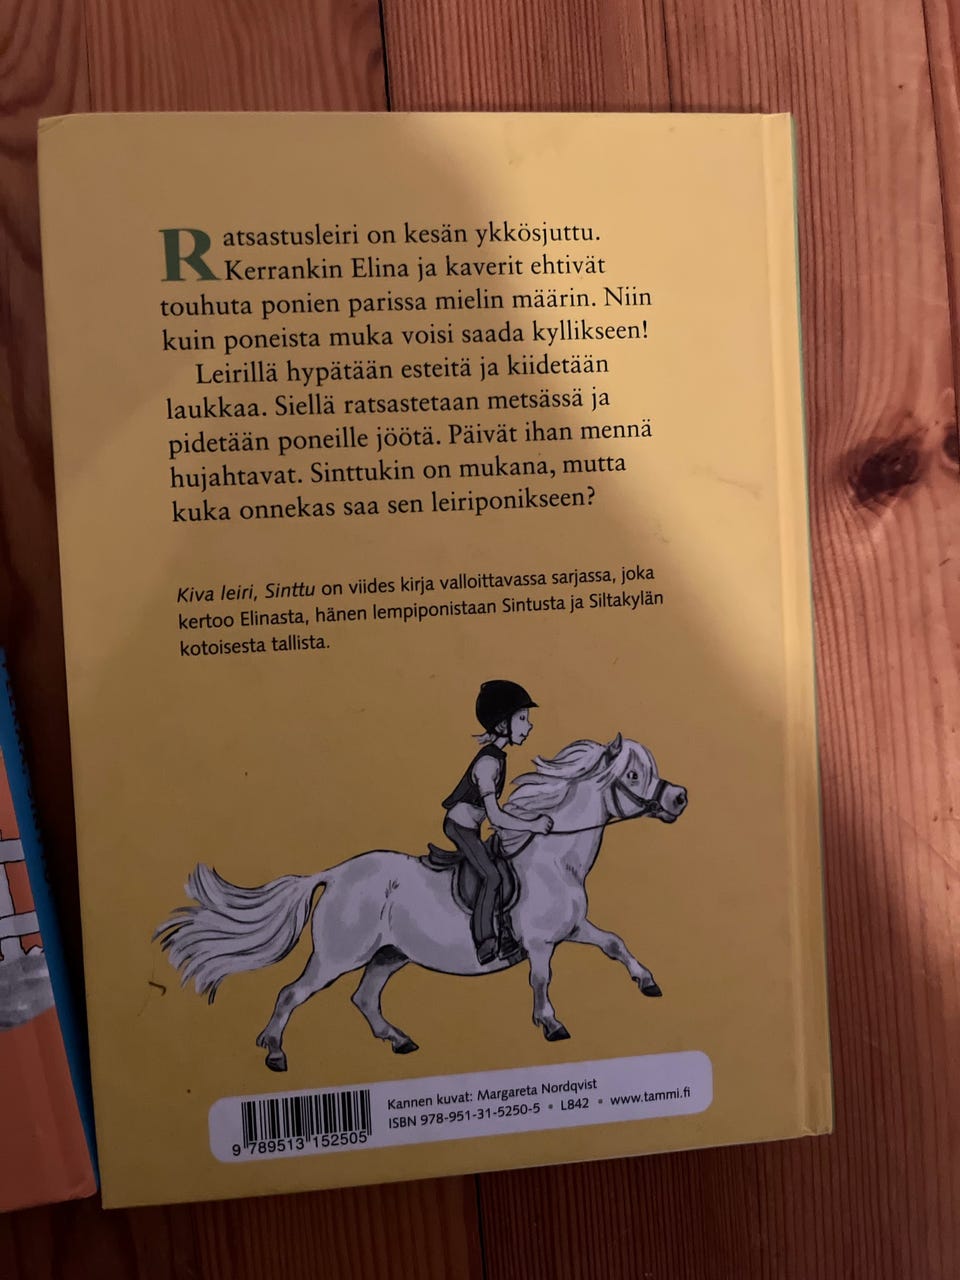 Ratsastusleiri on kesän ykkösjuttu.
Kerrankin Elina ja kaverit ehtivät
touhuta ponien parissa mielin määrin. Niin
kuin poneista muka voisi saada kyllikseen!
Leirillä hypätään esteitä ja kiidetään
laukkaa. Siellä ratsastetaan metsässä ja
pidetään poneille jöötä. Päivät ihan mennä
hujahtavat. Sinttukin on mukana, mutta
kuka onnekas saa sen leiriponikseen?
Kiva leiri, Sinttu on viides kirja valloittavassa sarjassa, joka
kertoo Elinasta, hänen lempiponistaan Sintusta ja Siltakylän
kotoisesta tallista.
Kannen kuvat: Margareta Nordqvist
ISBN 978-951-31-5250-5 • L842 • www.tammi.fi
9 789513 152505